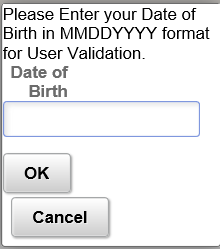 Please Enter your Date of
Birth in MMDDYYYY format
for User Validation.
Date of
Birth
OK
Cancel